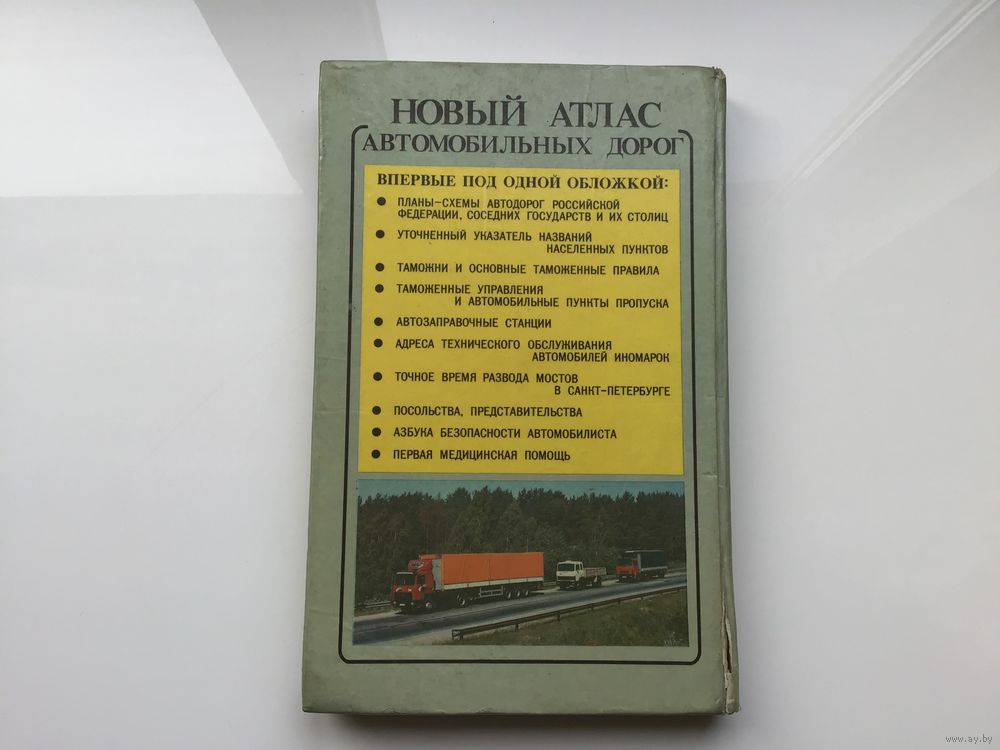 НОВЫЙ АТЛАС
АВТОМОБИЛЬНЫХ ДОРОГ
ВПЕРВЫЕ ПОД ОДНОЙ ОБЛОЖКОЙ:
● ПЛАНЫ-СХЕМЫ АВТОДОРОГ РОССИЙСКОЙ
ФЕДЕРАЦИИ, СОСЕДНИХ ГОСУДАРСТВ И ИХ СТОЛИЦ
● УТОЧНЕННЫЙ УКАЗАТЕЛЬ НАЗВАНИЙ
НАСЕЛЕННЫХ ПУНКТОВ
● ТАМОЖНИ И ОСНОВНЫЕ ТАМОЖЕННЫЕ ПРАВИЛА
● ТАМОЖЕННЫЕ УПРАВЛЕНИЯ
И АВТОМОБИЛЬНЫЕ ПУНКТЫ ПРОПУСКА
● АВТОЗАПРАВОЧНЫЕ СТАНЦИИ
● АДРЕСА ТЕХНИЧЕСКОГО ОБСЛУЖИВАНИЯ
АВТОМОБИЛЕЙ ИНОМАРОК
● ТОЧНОЕ ВРЕМЯ РАЗВОДА МОСТОВ
В САНКТ-ПЕТЕРБУРГЕ
● ПОСОЛЬСТВА, ПРЕДСТАВИТЕЛЬСТВА
● АЗБУКА БЕЗОПАСНОСТИ АВТОМОБИЛИСТА
● ПЕРВАЯ МЕДИЦИНСКАЯ ПОМОЩЬ
www.ay.by